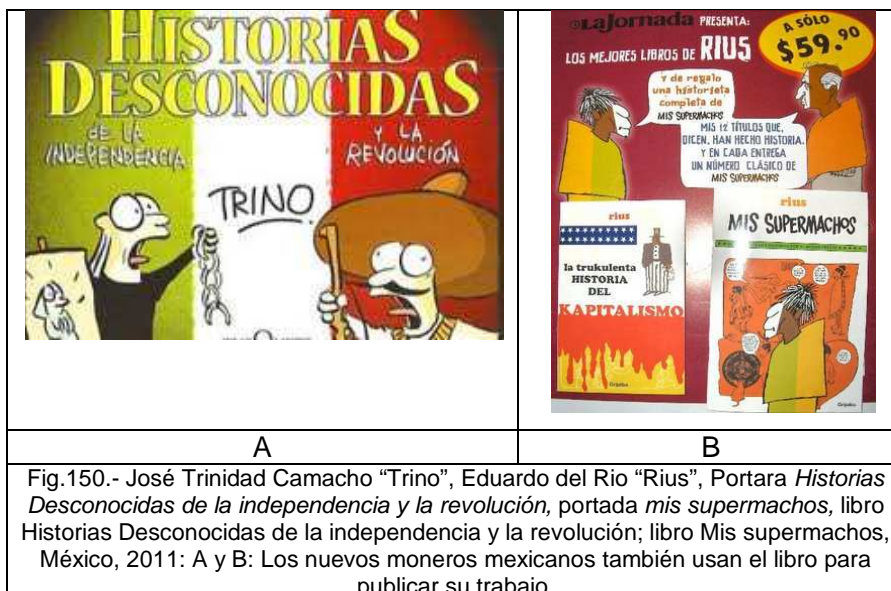 HISTORIAS
DESCONOCIDAS
de LA
INDEPENDENCIA
Y LA
REVOLUCIÓN
TRINO
La Jornada PRESENTA:
LOS MEJORES LIBROS DE RIUS
A SÓLO
$59.90
Y de regalo
una historieta
completa de
MIS SUPERMACHOS
MIS 12 TÍTULOS QUE,
DICEN, HAN HECHO HISTORIA.
Y EN CADA ENTREGA
UN NÚMERO CLÁSICO DE
MIS SUPERMACHOS
rius
la trukulenta
HISTORIA
DEL
KAPITALISMO
Grijalbo
rius
MIS SUPERMACHOS
Grijalbo
A
B
Fig.150.- José Trinidad Camacho “Trino”, Eduardo del Rio “Rius”, Portara Historias
Desconocidas de la independencia y la revolución, portada mis supermachos, libro
Historias Desconocidas de la independencia y la revolución; libro Mis supermachos,
México, 2011: A y B: Los nuevos moneros mexicanos también usan el libro para
publicar su trabajo